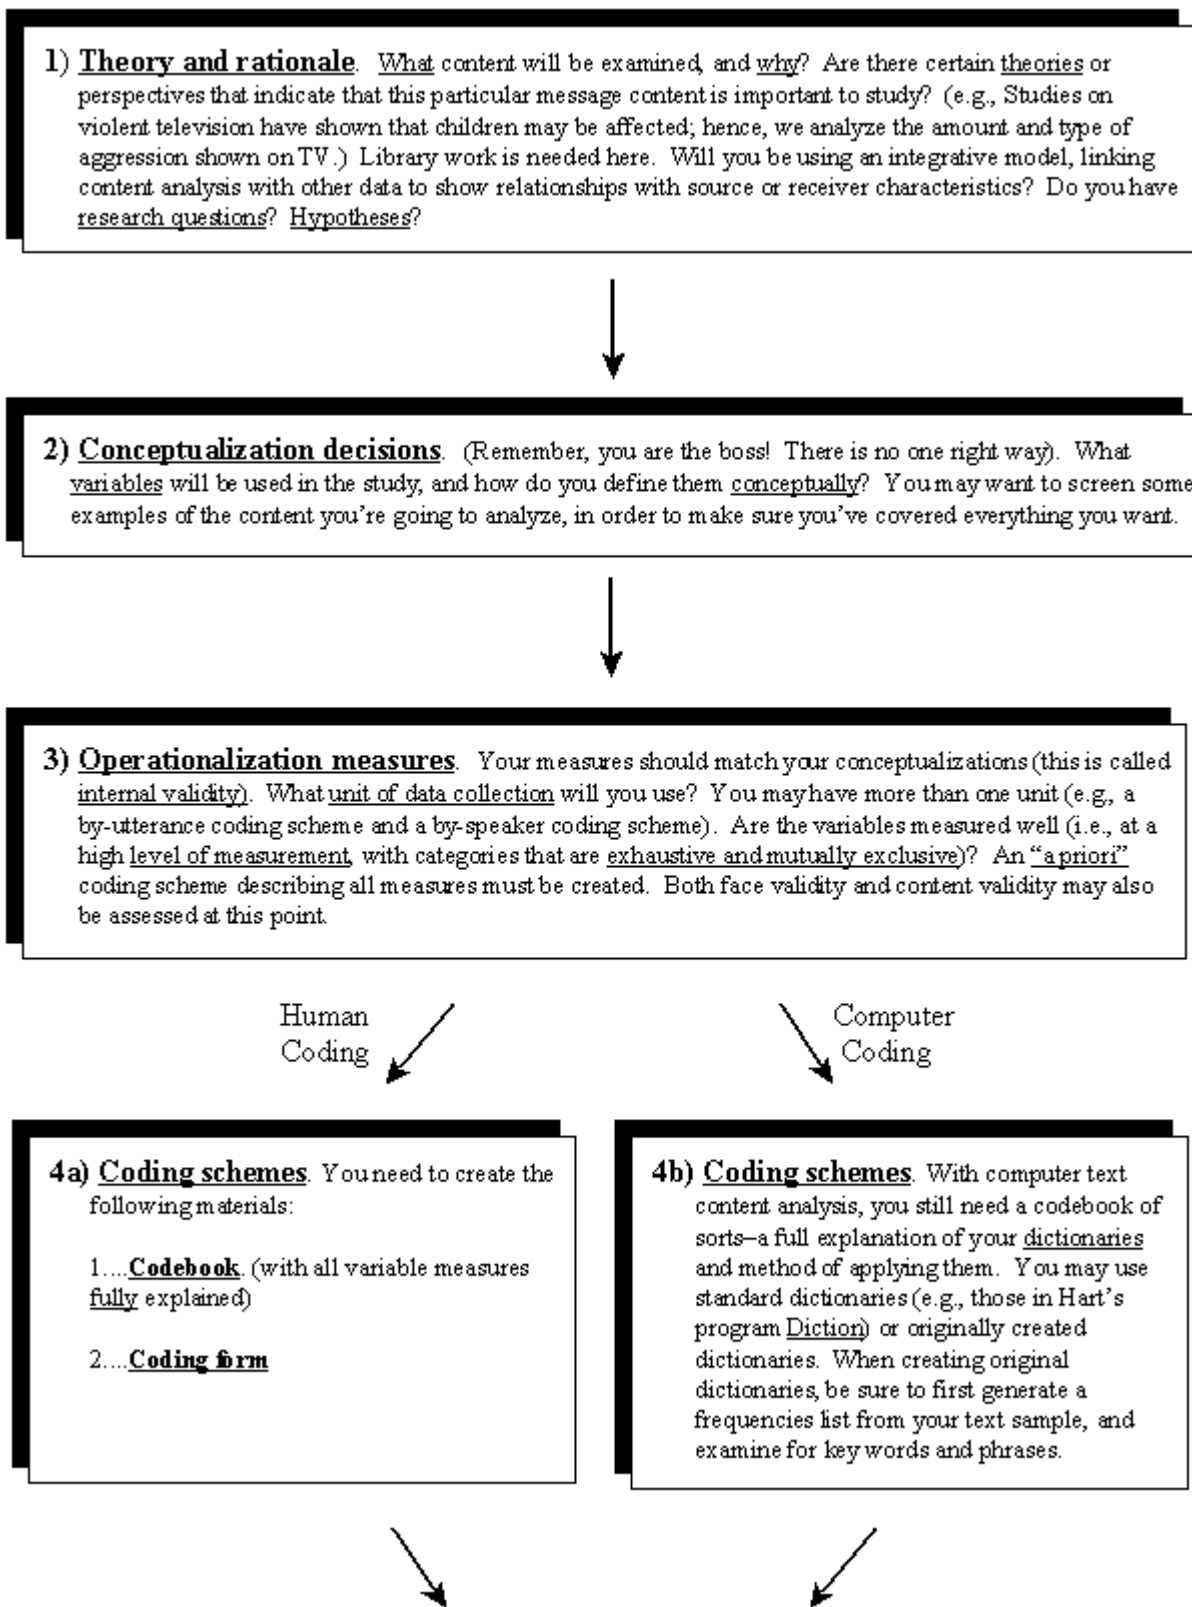 1) Theory and rationale. What content will be examined, and why? Are there certain theories or
perspectives that indicate that this particular message content is important to study? (e.g., Studies on
violent television have shown that children may be affected; hence, we analyze the amount and type of
aggression shown on TV.) Library work is needed here. Will you be using an integrative model, linking
content analysis with other data to show relationships with source or receiver characteristics? Do you have
research questions? Hypotheses?
2) Conceptualization decisions. (Remember, you are the boss! There is no one right way). What
variables will be used in the study, and how do you define them conceptually? You may want to screen some
examples of the content you're going to analyze, in order to make sure you've covered everything you want.
3) Operationalization measures. Your measures should match your conceptualizations (this is called
internal validity). What unit of data collection will you use? You may have more than one unit (e.g., a
by-utterance coding scheme and a by-speaker coding scheme). Are the variables measured well (i.e., at a
high level of measurement, with categories that are exhaustive and mutually exclusive)? An “a priori”
coding scheme describing all measures must be created. Both face validity and content validity may also
be assessed at this point.
Human
Coding
Computer
Coding
4a) Coding schemes. You need to create the
following materials:
1....Codebook. (with all variable measures
fully explained)
2....Coding form
4b) Coding schemes. With computer text
content analysis, you still need a codebook of
sorts–a full explanation of your dictionaries
and method of applying them. You may use
standard dictionaries (e.g., those in Hart's
program Diction) or originally created
dictionaries. When creating original
dictionaries, be sure to first generate a
frequencies list from your text sample, and
examine for key words and phrases.